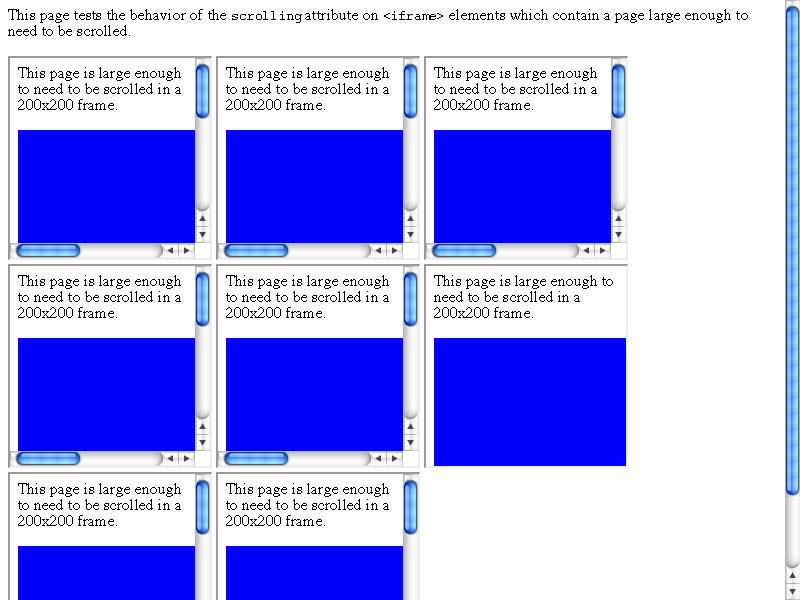 This page tests the behavior of the scrolling attribute on <iframe> elements which contain a page large enough to
need to be scrolled.
This page is large enough
to need to be scrolled in a
200x200 frame.
This page is large enough
to need to be scrolled in a
200x200 frame.
This page is large enough
to need to be scrolled in a
200x200 frame.
This page is large enough
to need to be scrolled in a
200x200 frame.
This page is large enough
to need to be scrolled in a
200x200 frame.
This page is large enough to
need to be scrolled in a
200x200 frame.
This page is large enough
to need to be scrolled in a
200x200 frame.
This page is large enough
to need to be scrolled in a
200x200 frame.